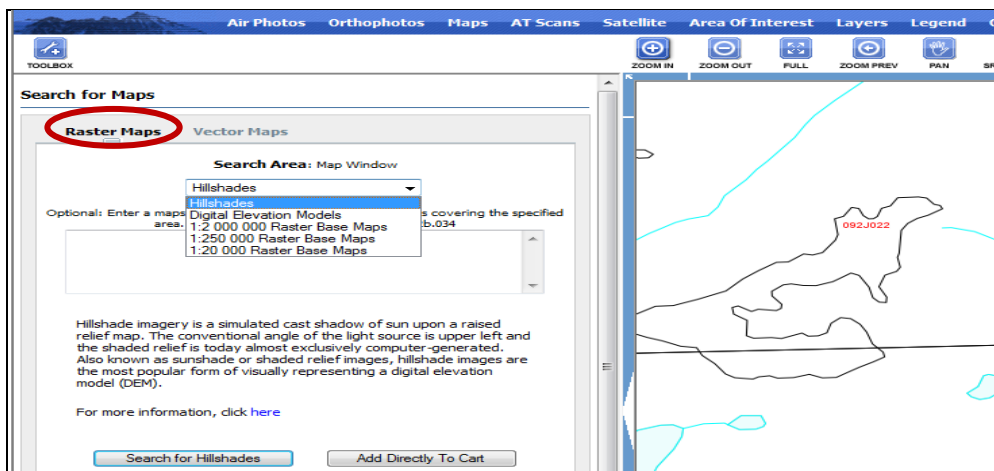 Air Photos Orthophotos Maps AT Scans Satellite Area Of Interest Layers Legend
TOOLBOX
ZOOM IN ZOOM OUT FULL ZOOM PREV PAN
Search for Maps
Raster Maps Vector Maps
Search Area: Map Window
Hillshades
Hillshades
Digital Elevation Models
1:2 000 000 Raster Base Maps
1:250 000 Raster Base Maps
1:20 000 Raster Base Maps
Optional: Enter a maps covering the specified
area. b.034
Hillshade imagery is a simulated cast shadow of sun upon a raised
relief map. The conventional angle of the light source is upper left and
the shaded relief is today almost exclusively computer-generated.
Also known as sunshade or shaded relief images, hillshade images are
the most popular form of visually representing a digital elevation
model (DEM).
For more information, click here
Search for Hillshades Add Directly To Cart
092J022